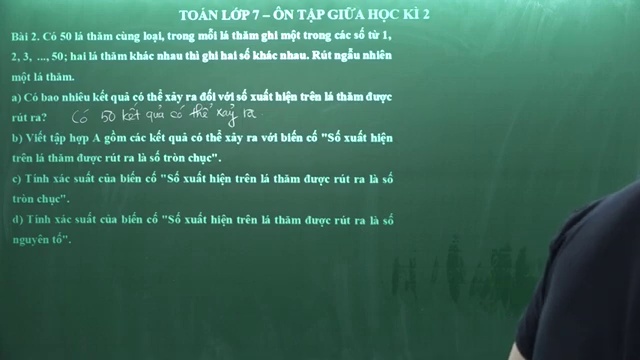 TOÁN LỚP 7 – ÔN TẬP GIỮA HỌC KÌ 2
Bài 2. Có 50 lá thăm cùng loại, trong mỗi lá thăm ghi một trong các số từ 1,
2, 3, ..., 50; hai lá thăm khác nhau thì ghi hai số khác nhau. Rút ngẫu nhiên
một lá thăm.
a) Có bao nhiêu kết quả có thể xảy ra đối với số xuất hiện trên lá thăm được
rút ra? Có 50 kết quả có thể xảy ra.
b) Viết tập hợp A gồm các kết quả có thể xảy ra với biến cố "Số xuất hiện
trên lá thăm được rút ra là số tròn chục".
c) Tính xác suất của biến cố "Số xuất hiện trên lá thăm được rút ra là số
tròn chục".
d) Tính xác suất của biến cố "Số xuất hiện trên lá thăm được rút ra là số
nguyên tố".